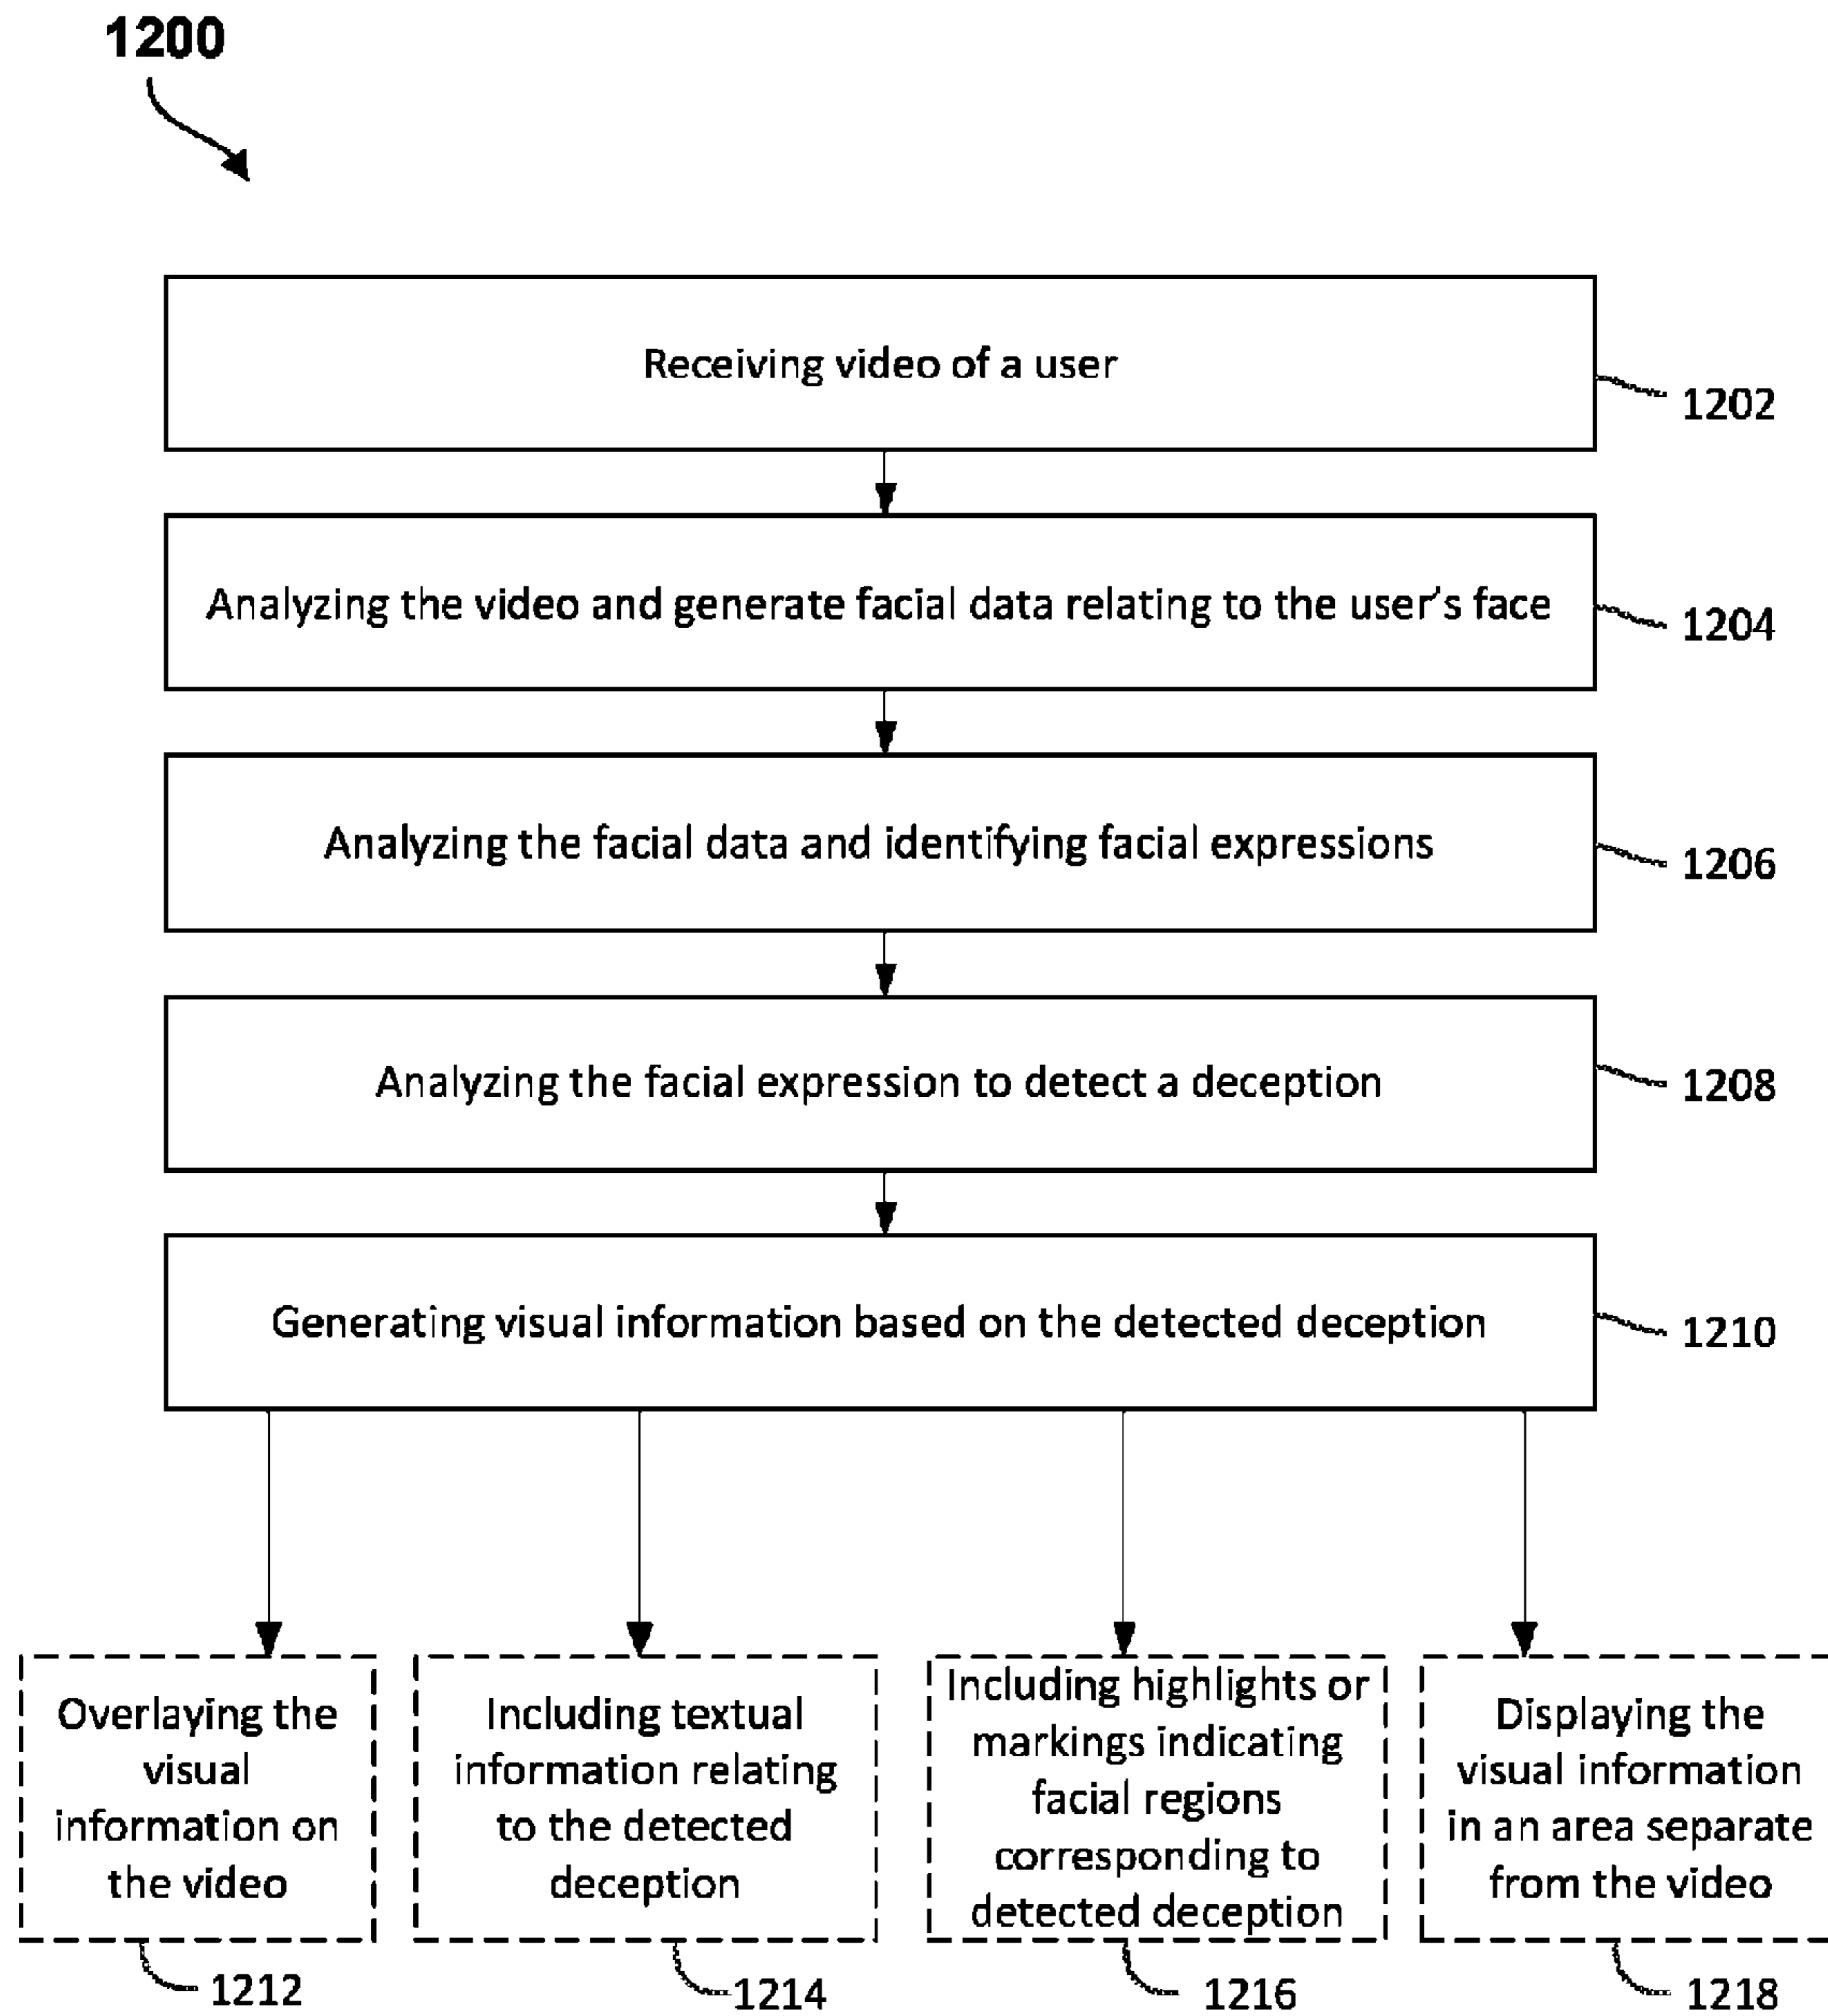 1200
Receiving video of a user
1202
Analyzing the video and generate facial data relating to the user's face
1204
Analyzing the facial data and identifying facial expressions
1206
Analyzing the facial expression to detect a deception
1208
Generating visual information based on the detected deception
1210
Overlaying the
visual
information on
the video
1212
Including textual
information relating
to the detected
deception
1214
Including highlights or
markings indicating
facial regions
corresponding to
detected deception
1216
Displaying the
visual information
in an area separate
from the video
1218